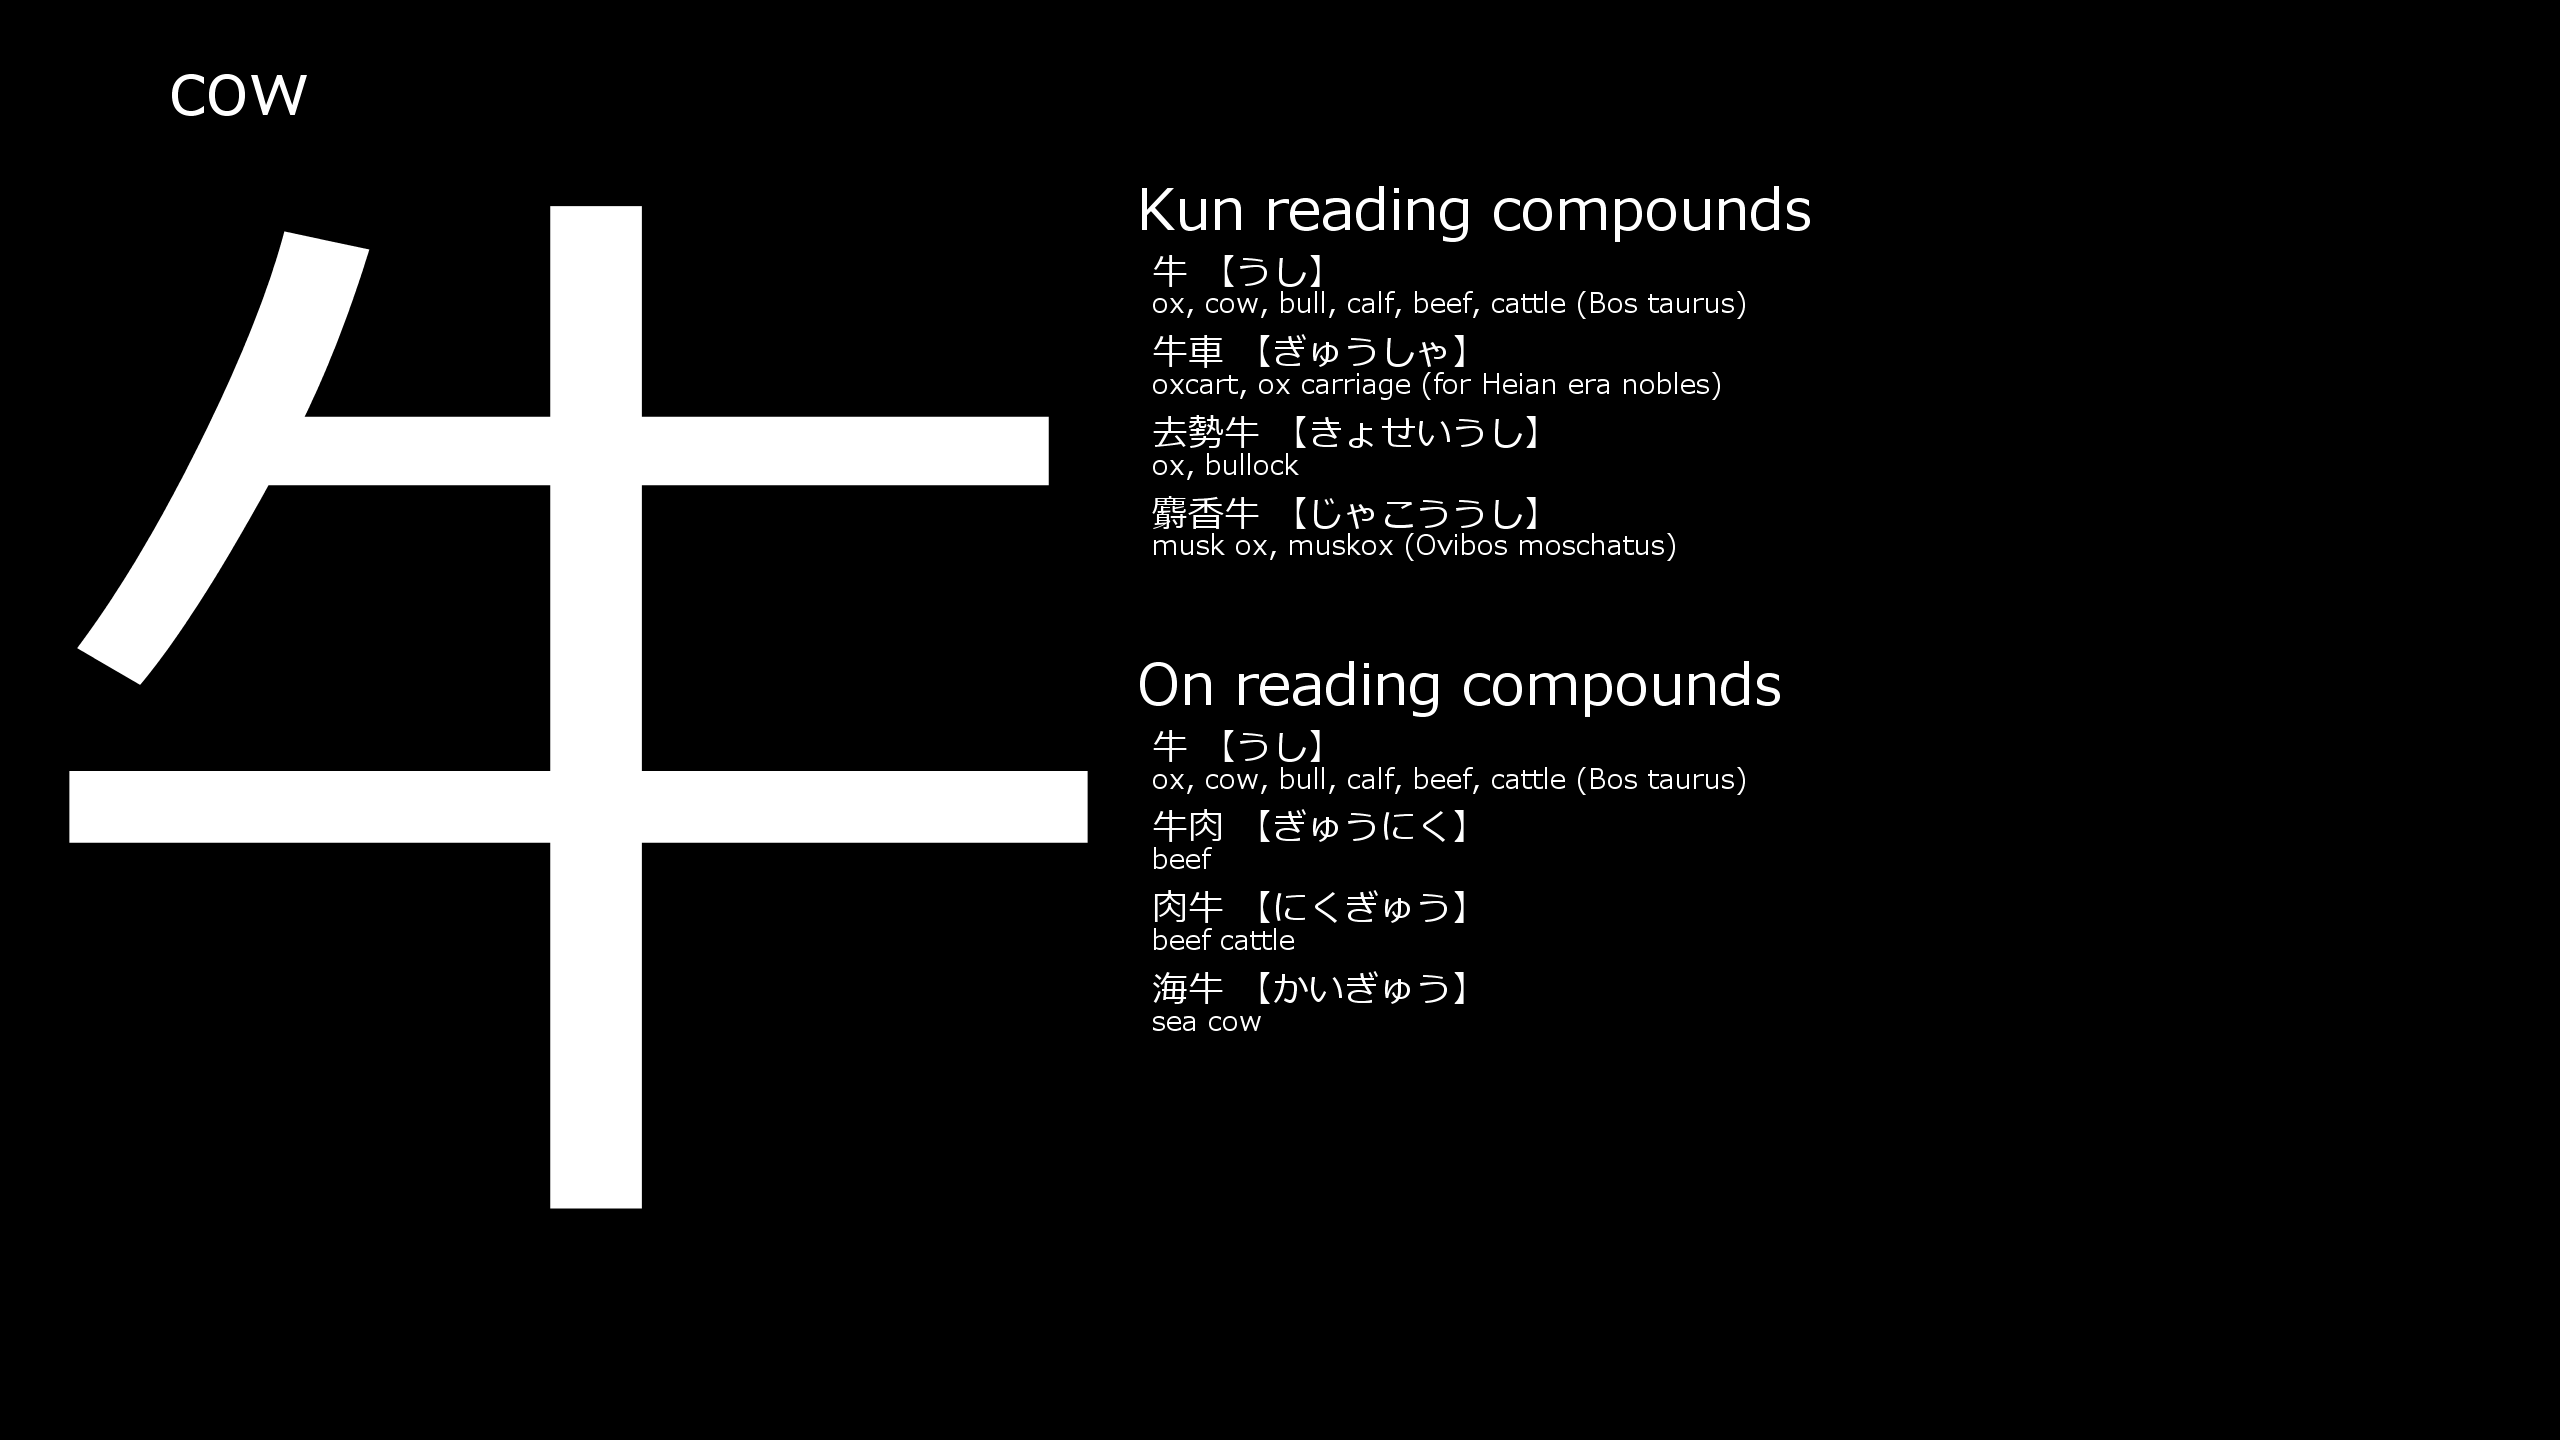 cow
牛
Kun reading compounds
牛 【うし】
ox, cow, bull, calf, beef, cattle (Bos taurus)
牛車 【ぎゅうしゃ】
oxcart, ox carriage (for Heian era nobles)
去勢牛 【きょせいうし】
ox, bullock
麝香牛 【じゃこううし】
musk ox, muskox (Ovibos moschatus)
On reading compounds
牛 【うし】
ox, cow, bull, calf, beef, cattle (Bos taurus)
牛肉 【ぎゅうにく】
beef
肉牛 【にくぎゅう】
beef cattle
海牛 【かいぎゅう】
sea cow